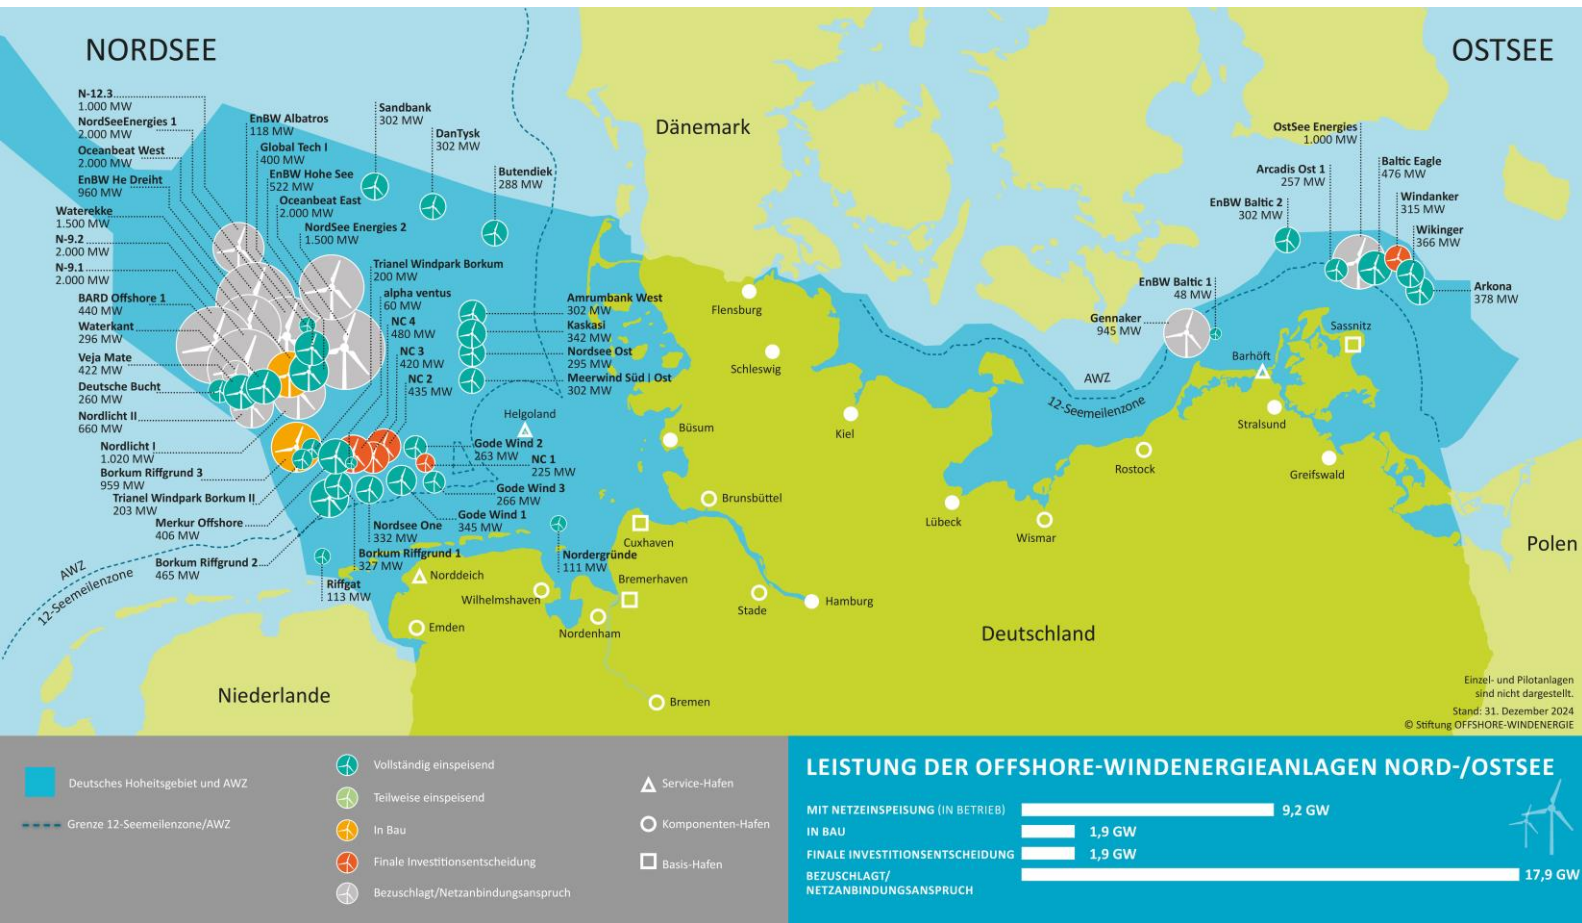 NORDSEE
OSTSEE
N-12.3
1.000 MW
NordSeeEnergies 1
2.000 MW
Oceanbeat West
2.000 MW
EnBW He Dreiht
960 MW
Waterekke
1.500 MW
N-9.2
2.000 MW
N-9.1
2.000 MW
BARD Offshore 1
440 MW
Waterkant
296 MW
Veja Mate
422 MW
Deutsche Bucht
260 MW
Nordlicht II
660 MW
Nordlicht I
1.020 MW
Borkum Riffgrund 3
959 MW
Trianel Windpark Borkum II
203 MW
Merkur Offshore
406 MW
Borkum Riffgrund 2
465 MW
EnBW Albatros
118 MW
Global Tech I
400 MW
EnBW Hohe See
522 MW
Oceanbeat East
2.000 MW
NordSee Energies 2
1.500 MW
Trianel Windpark Borkum
200 MW
alpha ventus
60 MW
NC 4
480 MW
NC 3
420 MW
NC 2
435 MW
Sandbank
302 MW
DanTysk
302 MW
Butendiek
288 MW
Amrumbank West
302 MW
Kaskasi
342 MW
Nordsee Ost
295 MW
Meerwind Süd | Ost
302 MW
Helgoland
Gode Wind 2
263 MW
NC 1
225 MW
Gode Wind 3
266 MW
Gode Wind 1
345 MW
Nordsee One
332 MW
Borkum Riffgrund 1
327 MW
Nordergründe
111 MW
Riffgat
113 MW
AWZ
12-Seemeilenzone
Dänemark
Flensburg
Schleswig
Kiel
Büsum
Brunsbüttel
Cuxhaven
Bremerhaven
Norddeich
Wilhelmshaven
Emden
Nordenham
Stade
Hamburg
Bremen
Lübeck
Wismar
Rostock
Niederlande
Deutschland
Polen
AWZ
12-Seemeilenzone
OstSee Energies
1.000 MW
Arcadis Ost 1
257 MW
Baltic Eagle
476 MW
EnBW Baltic 2
302 MW
Windanker
315 MW
Wikinger
366 MW
Arkona
378 MW
EnBW Baltic 1
48 MW
Gennaker
945 MW
Sassnitz
Barhöft
Stralsund
Greifswald
Einzel- und Pilotanlagen
sind nicht dargestellt.
Stand: 31. Dezember 2024
© Stiftung OFFSHORE-WINDENERGIE
Deutsches Hoheitsgebiet und AWZ
Grenze 12-Seemeilenzone/AWZ
Vollständig einspeisend
Teilweise einspeisend
In Bau
Finale Investitionsentscheidung
Bezuschlagt/Netzanbindungsanspruch
Service-Hafen
Komponenten-Hafen
Basis-Hafen
LEISTUNG DER OFFSHORE-WINDENERGIEANLAGEN NORD-/OSTSEE
MIT NETZEINSPEISUNG (IN BETRIEB) 9,2 GW
IN BAU 1,9 GW
FINALE INVESTITIONSENTSCHEIDUNG 1,9 GW
BEZUSCHLAGT/
NETZANBINDUNGSANSPRUCH 17,9 GW